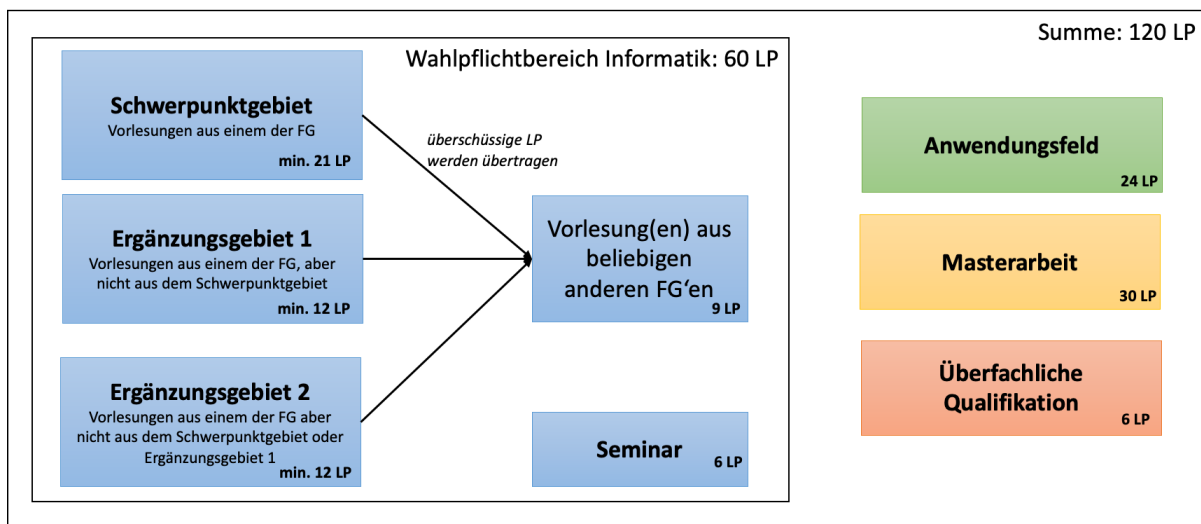 Summe: 120 LP
Wahlpflichtbereich Informatik: 60 LP
Schwerpunktgebiet
Vorlesungen aus einem der FG
min. 21 LP
überschüssige LP
werden übertragen
Ergänzungsgebiet 1
Vorlesungen aus einem der FG, aber
nicht aus dem Schwerpunktgebiet
min. 12 LP
Ergänzungsgebiet 2
Vorlesungen aus einem der FG aber
nicht aus dem Schwerpunktgebiet oder
Ergänzungsgebiet 1
min. 12 LP
Vorlesung(en) aus
beliebigen
anderen FG‘en
9 LP
Seminar
6 LP
Anwendungsfeld
24 LP
Masterarbeit
30 LP
Überfachliche
Qualifikation
6 LP